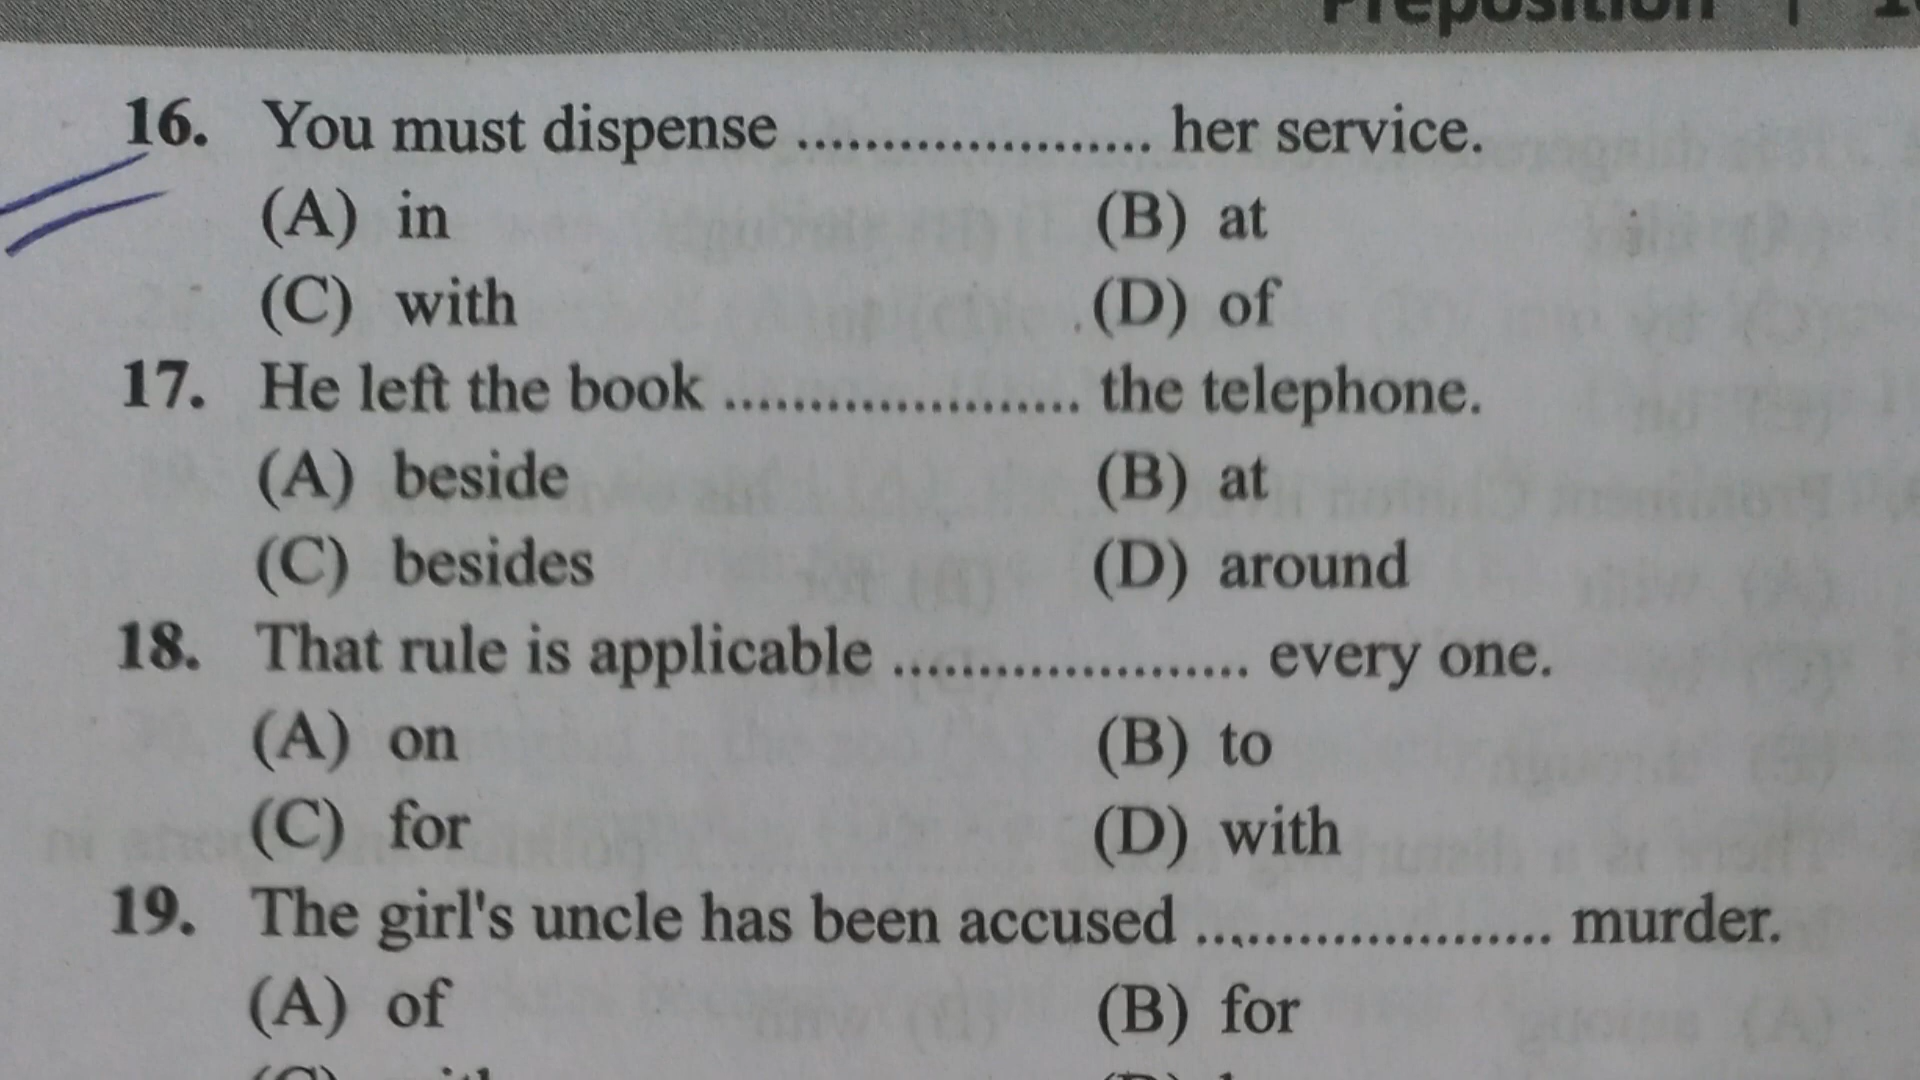 Preposition |
16. You must dispense ..................... her service.
(A) in (B) at
(C) with (D) of
17. He left the book ..................... the telephone.
(A) beside (B) at
(C) besides (D) around
18. That rule is applicable ..................... every one.
(A) on (B) to
(C) for (D) with
19. The girl's uncle has been accused ..................... murder.
(A) of (B) for